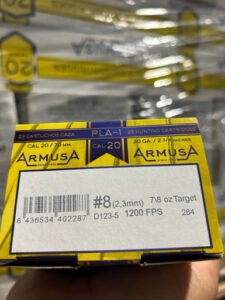 20
25 CARTUCHOS CAZA
PLA-1
25 HUNTING CARTRIDGES
CAL. 20 / 70 mm.
CAL. 20
20 GA. / 2 3/4 INCHES
ARMUSA
ARMUSA
#8 (2,3mm) 7\8 oz Target
D123-5 1200 FPS 284
8 436534 402287